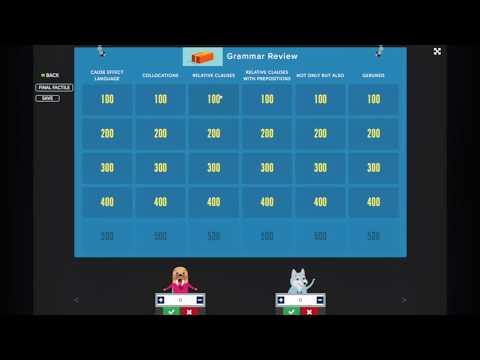 Grammar Review
BACK
FINAL FACTILE
SAVE
CAUSE EFFECT LANGUAGE
COLLOCATIONS
RELATIVE CLAUSES
RELATIVE CLAUSES WITH PREPOSITIONS
NOT ONLY BUT ALSO
GERUNDS
100 100 100 100 100 100
200 200 200 200 200 200
300 300 300 300 300 300
400 400 400 400 400 400
500 500 500 500 500 500
+ 0 − + 0 −